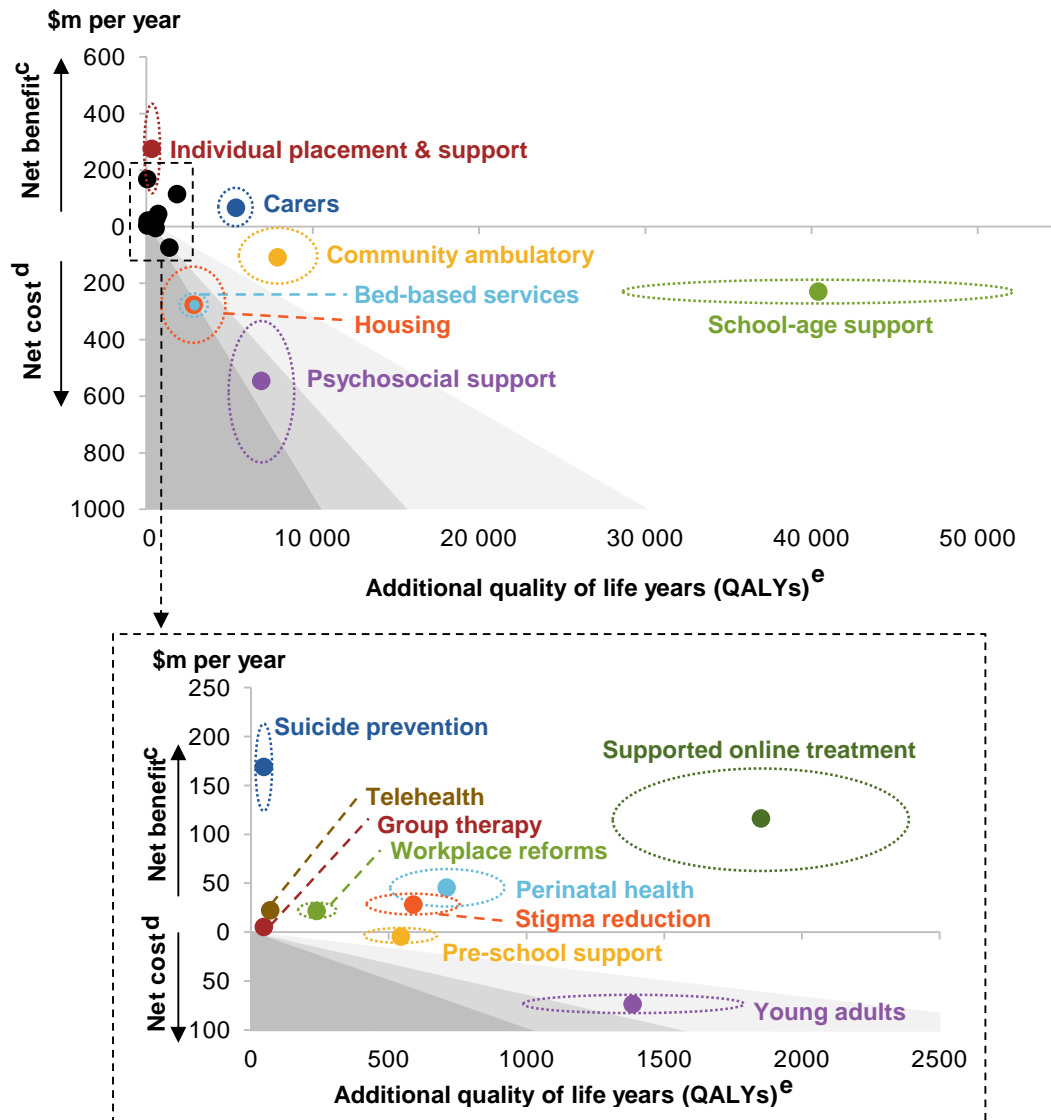 $m per year
600
400
200
0
200
400
600
800
1000
Net benefitc
Net costd
Individual placement & support
Carers
Community ambulatory
Bed-based services
Housing
School-age support
Psychosocial support
0 10 000 20 000 30 000 40 000 50 000
Additional quality of life years (QALYs)e
$m per year
250
200
150
100
50
0
50
100
Net benefitc
Net costd
Suicide prevention
Supported online treatment
Telehealth
Group therapy
Workplace reforms
Perinatal health
Stigma reduction
Pre-school support
Young adults
0 500 1000 1500 2000 2500
Additional quality of life years (QALYs)e